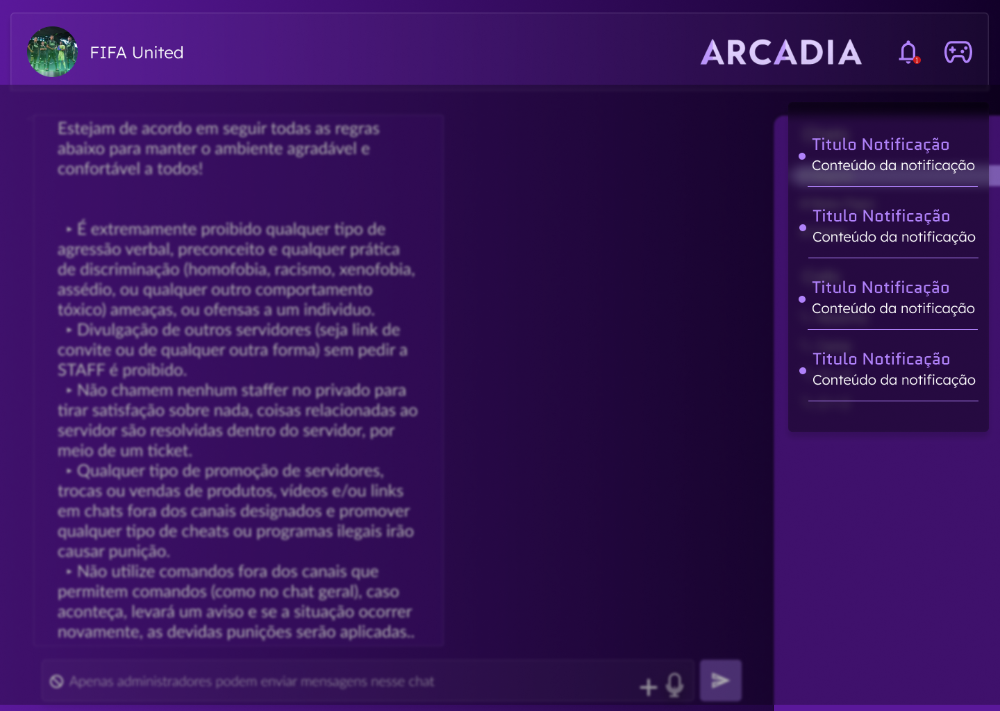 FIFA United
ARCADIA
1
Estejam de acordo em seguir todas as regras
abaixo para manter o ambiente agradável e
confortável a todos!
‣ É extremamente proibido qualquer tipo de
agressão verbal, preconceito e qualquer prática
de discriminação (homofobia, racismo, xenofobia,
assédio, ou qualquer outro comportamento
tóxico) ameaças, ou ofensas a um individuo.
‣ Divulgação de outros servidores (seja link de
convite ou de qualquer outra forma) sem pedir a
STAFF é proibido.
‣ Não chamem nenhum staffer no privado para
tirar satisfação sobre nada, coisas relacionadas ao
servidor são resolvidas dentro do servidor, por
meio de um ticket.
‣ Qualquer tipo de promoção de servidores,
trocas ou vendas de produtos, vídeos e/ou links
em chats fora dos canais designados e promover
qualquer tipo de cheats ou programas ilegais irão
causar punição.
‣ Não utilize comandos fora dos canais que
permitem comandos (como no chat geral), caso
aconteça, levará um aviso e se a situação ocorrer
novamente, as devidas punições serão aplicadas..
Apenas administradores podem enviar mensagens nesse chat
Titulo Notificação
Conteúdo da notificação
Titulo Notificação
Conteúdo da notificação
Titulo Notificação
Conteúdo da notificação
Titulo Notificação
Conteúdo da notificação